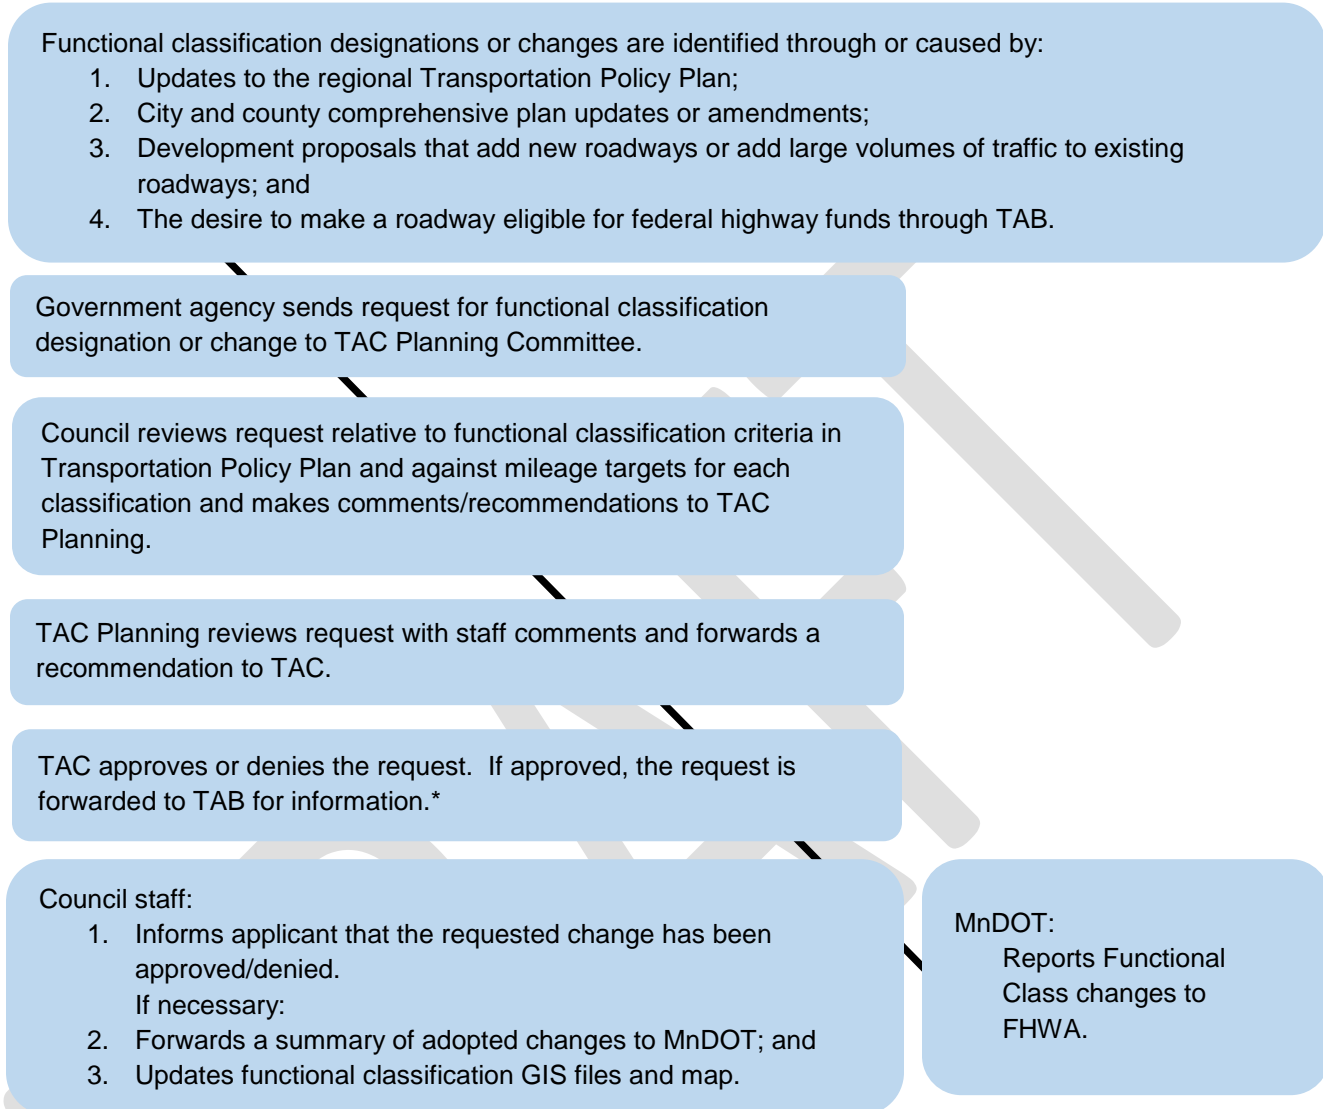 Functional classification designations or changes are identified through or caused by:
1. Updates to the regional Transportation Policy Plan;
2. City and county comprehensive plan updates or amendments;
3. Development proposals that add new roadways or add large volumes of traffic to existing
roadways; and
4. The desire to make a roadway eligible for federal highway funds through TAB.
Government agency sends request for functional classification
designation or change to TAC Planning Committee.
Council reviews request relative to functional classification criteria in
Transportation Policy Plan and against mileage targets for each
classification and makes comments/recommendations to TAC
Planning.
TAC Planning reviews request with staff comments and forwards a
recommendation to TAC.
TAC approves or denies the request.  If approved, the request is
forwarded to TAB for information.*
Council staff:
1. Informs applicant that the requested change has been
approved/denied.
If necessary:
2. Forwards a summary of adopted changes to MnDOT; and
3. Updates functional classification GIS files and map.
MnDOT:
Reports Functional
Class changes to
FHWA.